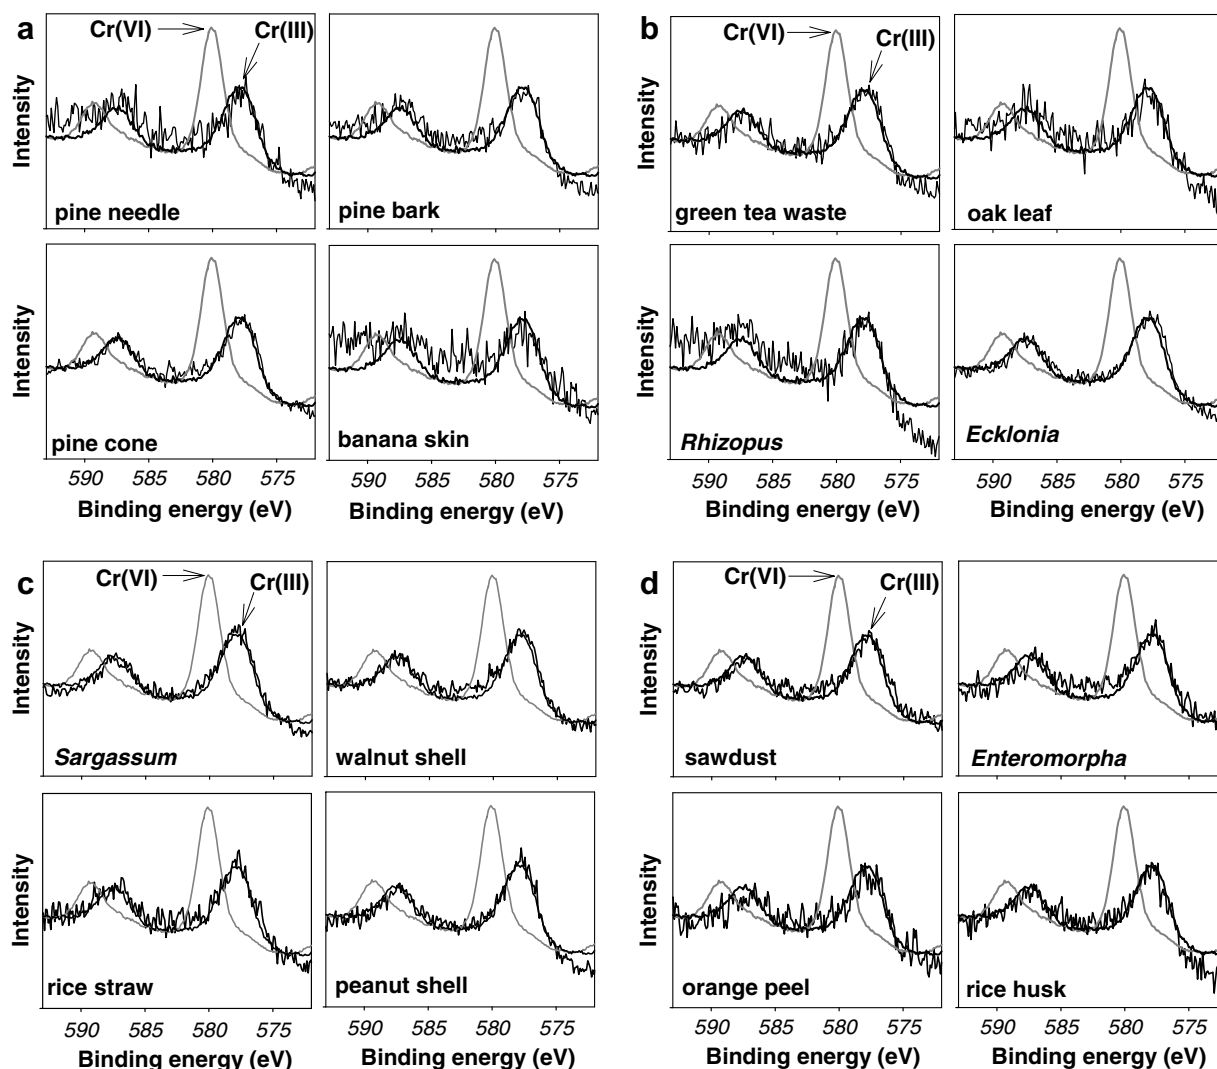 a
Cr(VI)
Cr(III)
Intensity
pine needle
pine bark
Intensity
pine cone
banana skin
590 585 580 575
590 585 580 575
Binding energy (eV)
Binding energy (eV)
b
Cr(VI)
Cr(III)
Intensity
green tea waste
oak leaf
Intensity
Rhizopus
Ecklonia
590 585 580 575
590 585 580 575
Binding energy (eV)
Binding energy (eV)
c
Cr(VI)
Cr(III)
Intensity
Sargassum
walnut shell
Intensity
rice straw
peanut shell
590 585 580 575
590 585 580 575
Binding energy (eV)
Binding energy (eV)
d
Cr(VI)
Cr(III)
Intensity
sawdust
Enteromorpha
Intensity
orange peel
rice husk
590 585 580 575
590 585 580 575
Binding energy (eV)
Binding energy (eV)